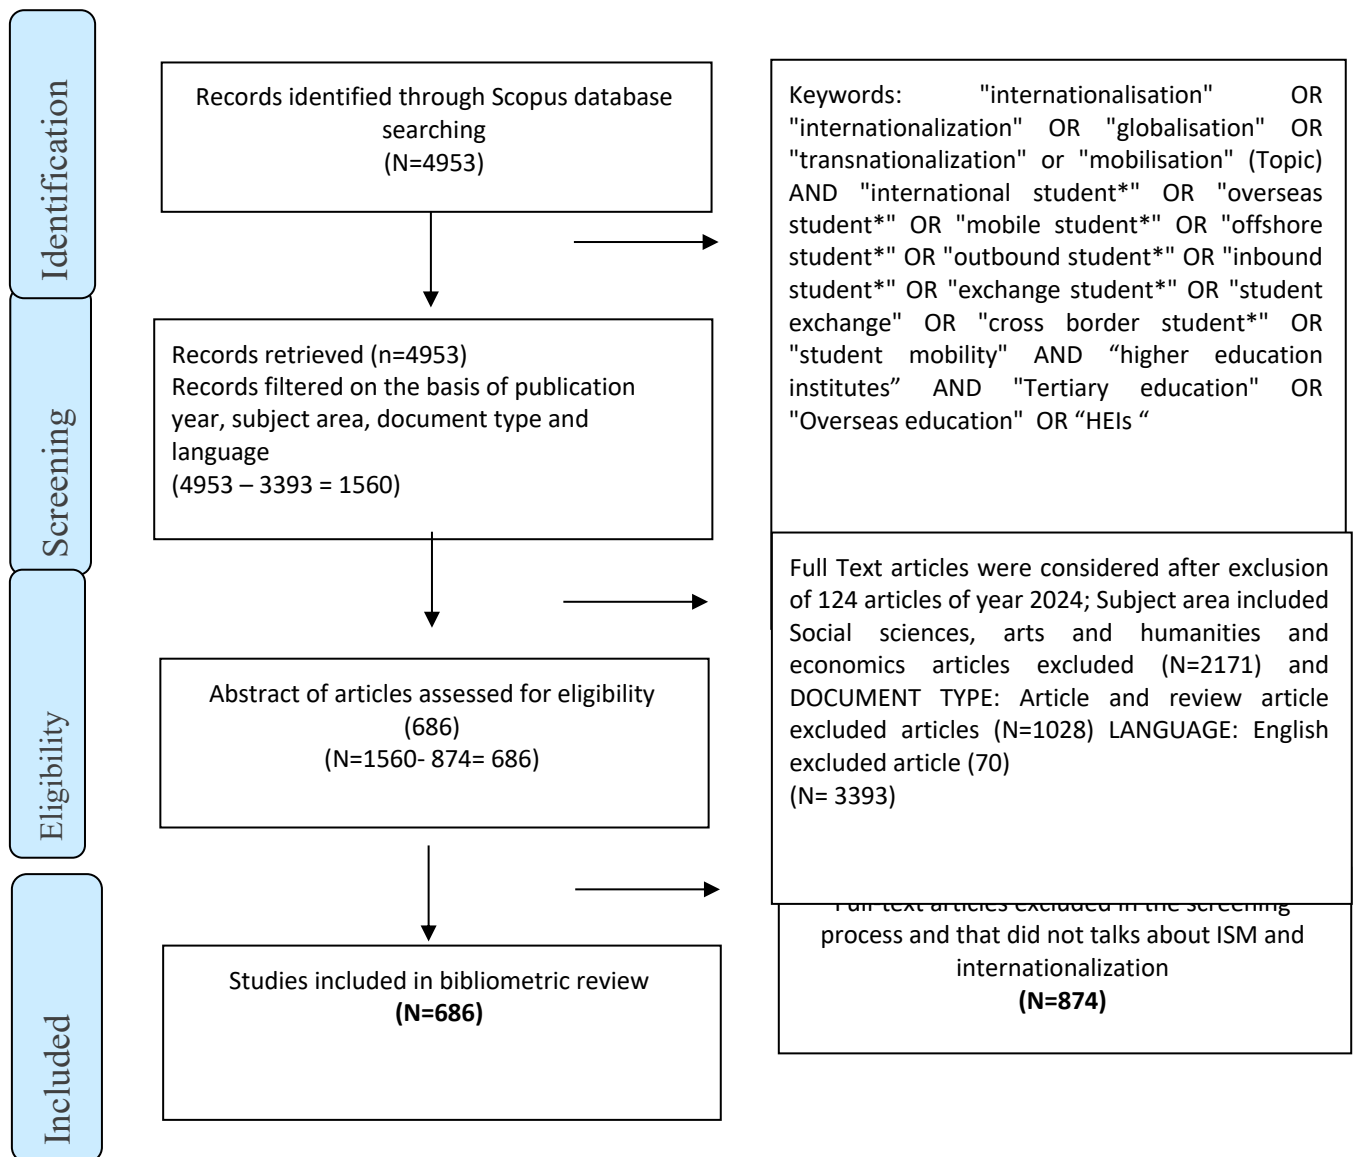 Identification
Records identified through Scopus database
searching
(N=4953)
Keywords: "internationalisation" OR
"internationalization" OR "globalisation" OR
"transnationalization" or "mobilisation" (Topic)
AND "international student*" OR "overseas
student*" OR "mobile student*" OR "offshore
student*" OR "outbound student*" OR "inbound
student*" OR "exchange student*" OR "student
exchange" OR "cross border student*" OR
"student mobility" AND “higher education
institutes” AND "Tertiary education" OR
"Overseas education" OR “HEIs “
Screening
Records retrieved (n=4953)
Records filtered on the basis of publication
year, subject area, document type and
language
(4953 – 3393 = 1560)
Full Text articles were considered after exclusion
of 124 articles of year 2024; Subject area included
Social sciences, arts and humanities and
economics articles excluded (N=2171) and
DOCUMENT TYPE: Article and review article
excluded articles (N=1028) LANGUAGE: English
excluded article (70)
(N= 3393)
Eligibility
Abstract of articles assessed for eligibility
(686)
(N=1560- 874= 686)
Full-text articles excluded in the screening
process and that did not talks about ISM and
internationalization
(N=874)
Included
Studies included in bibliometric review
(N=686)